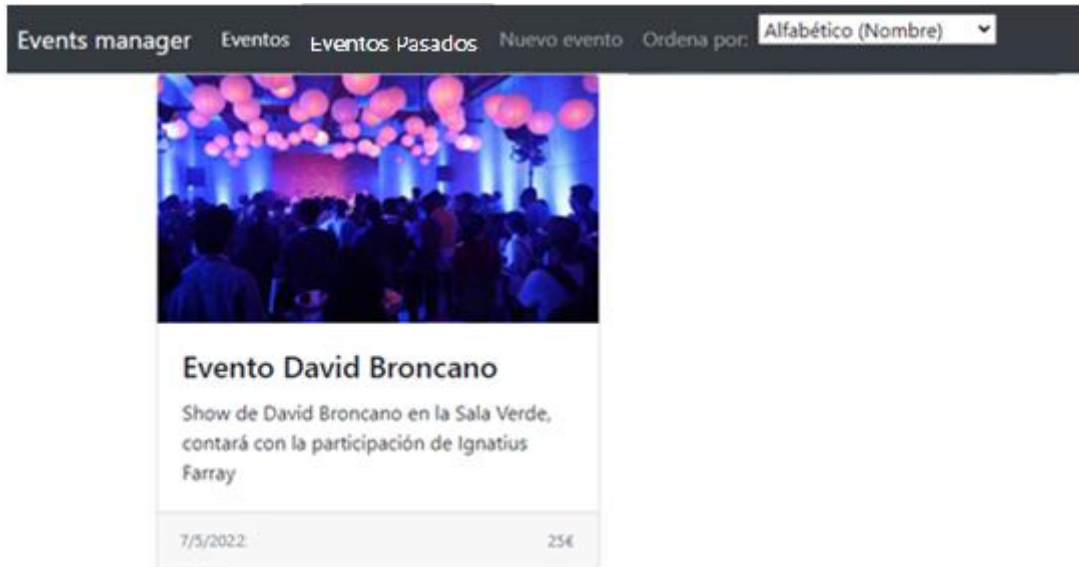 Events manager Eventos Eventos Pasados Nuevo evento Ordena por: Alfabético (Nombre)
Evento David Broncano
Show de David Broncano en la Sala Verde,
contará con la participación de Ignatius
Farray
7/5/2022 25€